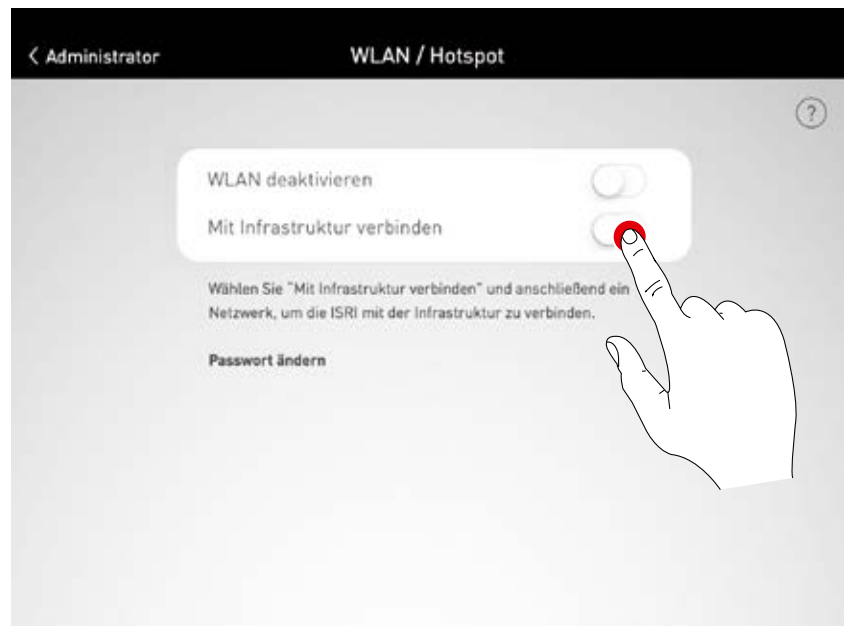 < Administrator
WLAN / Hotspot
?
WLAN deaktivieren
Mit Infrastruktur verbinden
Wählen Sie "Mit Infrastruktur verbinden" und anschließend ein
Netzwerk, um die ISRI mit der Infrastruktur zu verbinden.
Passwort ändern